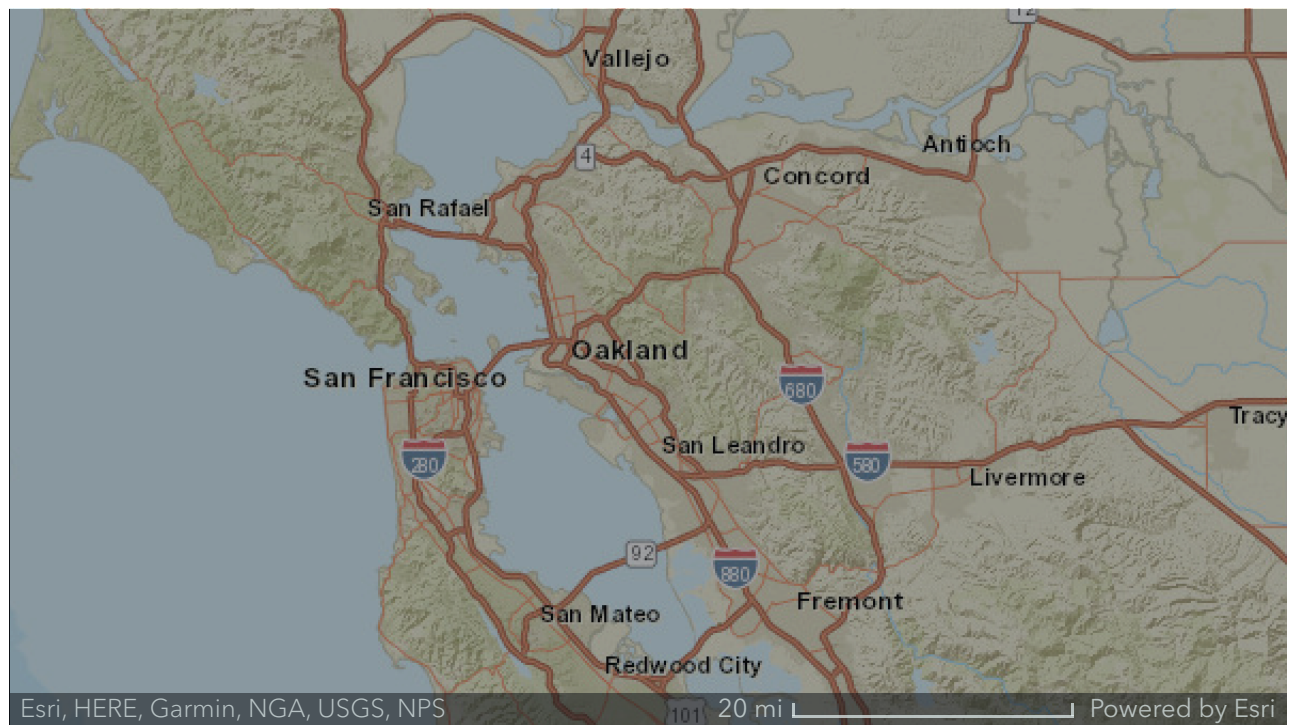 12
Vallejo
Antioch
4
Concord
San Rafael
Oakland
San Francisco
680
Tracy
San Leandro
280
580
Livermore
92
880
Fremont
San Mateo
Redwood City
101
Esri, HERE, Garmin, NGA, USGS, NPS
20 mi
Powered by Esri